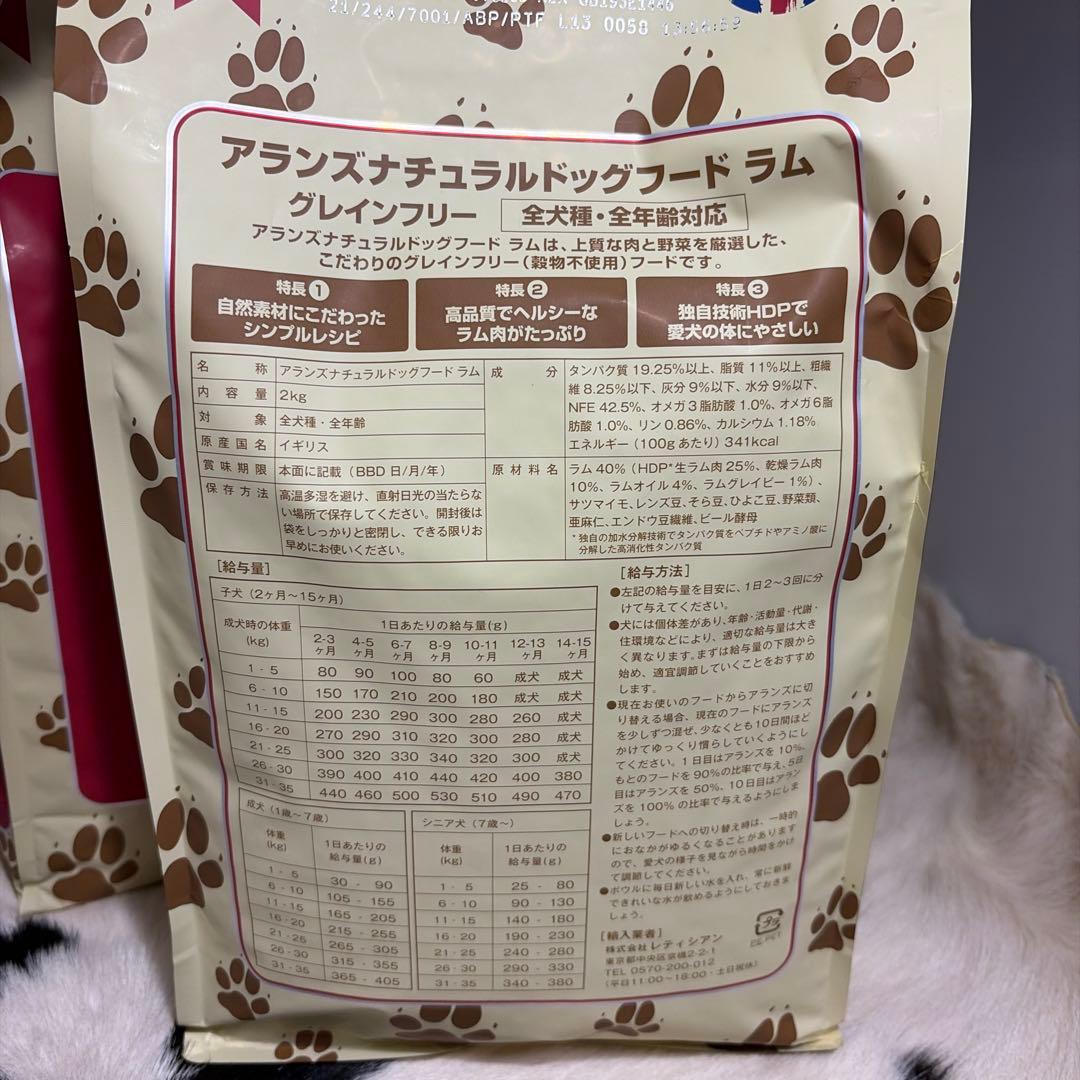 21/244/7001/ABP/PTF L13 0058 13:06:59
アランズナチュラルドッグフード ラム
グレインフリー 全犬種・全年齢対応
アランズナチュラルドッグフード ラムは、上質な肉と野菜を厳選した、
こだわりのグレインフリー(穀物不使用)フードです。
特長① 自然素材にこだわった
シンプルレシピ
特長② 高品質でヘルシーな
ラム肉がたっぷり
特長③ 独自技術HDPで
愛犬の体にやさしい
名称 アランズナチュラルドッグフード ラム
内容量 2kg
対象 全犬種・全年齢
原産国名 イギリス
賞味期限 本面に記載(BBD 日/月/年)
保存方法 高温多湿を避け、直射日光の当たらな
い場所で保存してください。開封後は
袋をしっかりと密閉し、できる限りお
早めにお使いください。
成分 タンパク質 19.25%以上、脂質 11%以上、粗繊
維 8.25%以下、灰分 9%以下、水分 9%以下、
NFE 42.5%、オメガ3脂肪酸 1.0%、オメガ6脂
肪酸 1.0%、リン 0.86%、カルシウム 1.18%
エネルギー(100gあたり) 341kcal
原材料名 ラム 40%(HDP*生ラム肉 25%、乾燥ラム肉
10%、ラムオイル 4%、ラムグレイビー 1%)、
サツマイモ、レンズ豆、そら豆、ひよこ豆、野菜類、
亜麻仁、エンドウ豆繊維、ビール酵母
*独自の加水分解技術でタンパク質をペプチドやアミノ酸に
分解した高消化性タンパク質
[給与量]
子犬(2ヶ月～15ヶ月)
成犬時の体重(kg) 1日あたりの給与量(g)
2-3ヶ月 4-5ヶ月 6-7ヶ月 8-9ヶ月 10-11ヶ月 12-13ヶ月 14-15ヶ月
1-5 80 90 100 80 60 成犬 成犬
6-10 150 170 210 200 180 成犬 成犬
11-15 200 230 290 300 280 260 成犬
16-20 270 290 310 320 300 280 成犬
21-25 300 320 330 340 320 300 成犬
26-30 390 400 410 440 420 400 380
31-35 440 460 500 530 510 490 470
成犬(1歳～7歳)
体重(kg) 1日あたりの給与量(g)
1-5 30-90
6-10 105-155
11-15 165-205
16-20 215-255
21-25 265-305
26-30 315-355
31-35 365-405
シニア犬(7歳～)
体重(kg) 1日あたりの給与量(g)
1-5 25-80
6-10 90-130
11-15 140-180
16-20 190-230
21-25 240-280
26-30 290-330
31-35 340-380
[給与方法]
●左記の給与量を目安に、1日2～3回に分
けて与えてください。
●犬には個体差があり、年齢・活動量・代謝・
住環境などにより、適切な給与量は大き
く異なります。まずは給与量の下限から
始め、適宜調節していくことをおすすめ
します。
●現在お使いのフードからアランズに切
り替える場合、現在のフードにアランズ
を少しずつ混ぜ、少なくとも10日間ほど
かけてゆっくり慣らしていくようにし
てください。1日目はアランズを10%、
もとのフードを90%の比率で与え、5日
目はアランズを50%、10日目はアラン
ズを100%の比率で与えるようにしま
しょう。
●新しいフードへの切り替え時は、一時的
におなかがゆるくなることがあります
ので、愛犬の様子を見ながら時間をかけ
て調節してください。
●ボウルに毎日新しい水を入れ、常に新鮮
できれいな水が飲めるようにしておきま
しょう。
[輸入業者]
株式会社 レティシアン
東京都中央区京橋2-2-1
TEL 0570-200-012
(平日11:00～18:00・土日祝休)
プラ